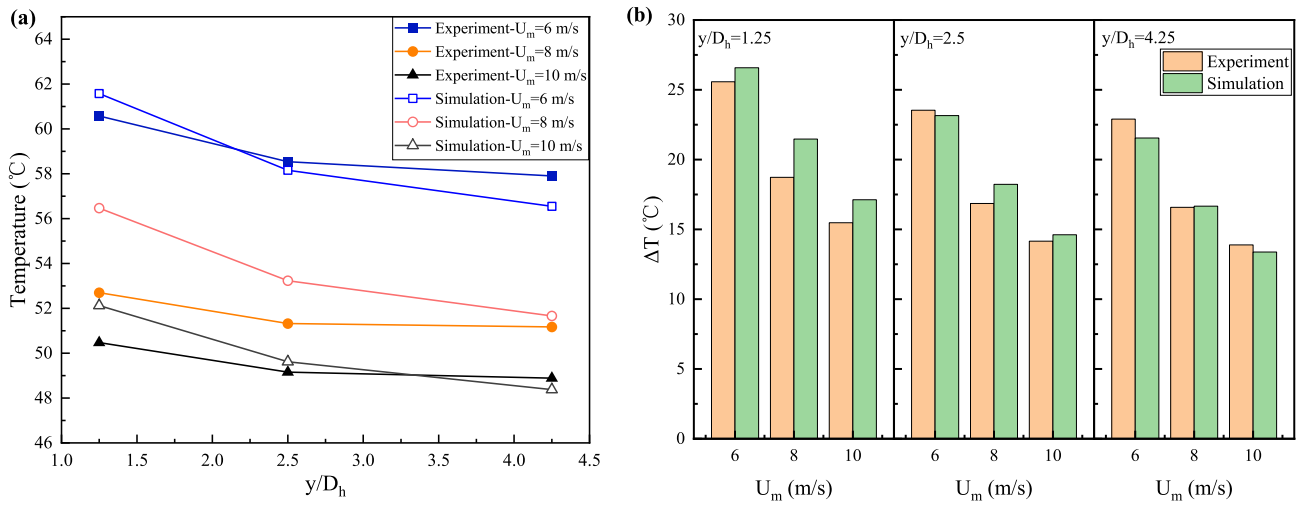 (a)
64
62
60
58
56
54
52
50
48
46
Temperature (℃)
1.0 1.5 2.0 2.5 3.0 3.5 4.0 4.5
y/Dh
Experiment-Um=6 m/s
Experiment-Um=8 m/s
Experiment-Um=10 m/s
Simulation-Um=6 m/s
Simulation-Um=8 m/s
Simulation-Um=10 m/s
(b)
30
25
20
15
10
5
0
ΔT (℃)
y/Dh=1.25 y/Dh=2.5 y/Dh=4.25
Experiment
Simulation
6 8 10 6 8 10 6 8 10
Um (m/s) Um (m/s) Um (m/s)